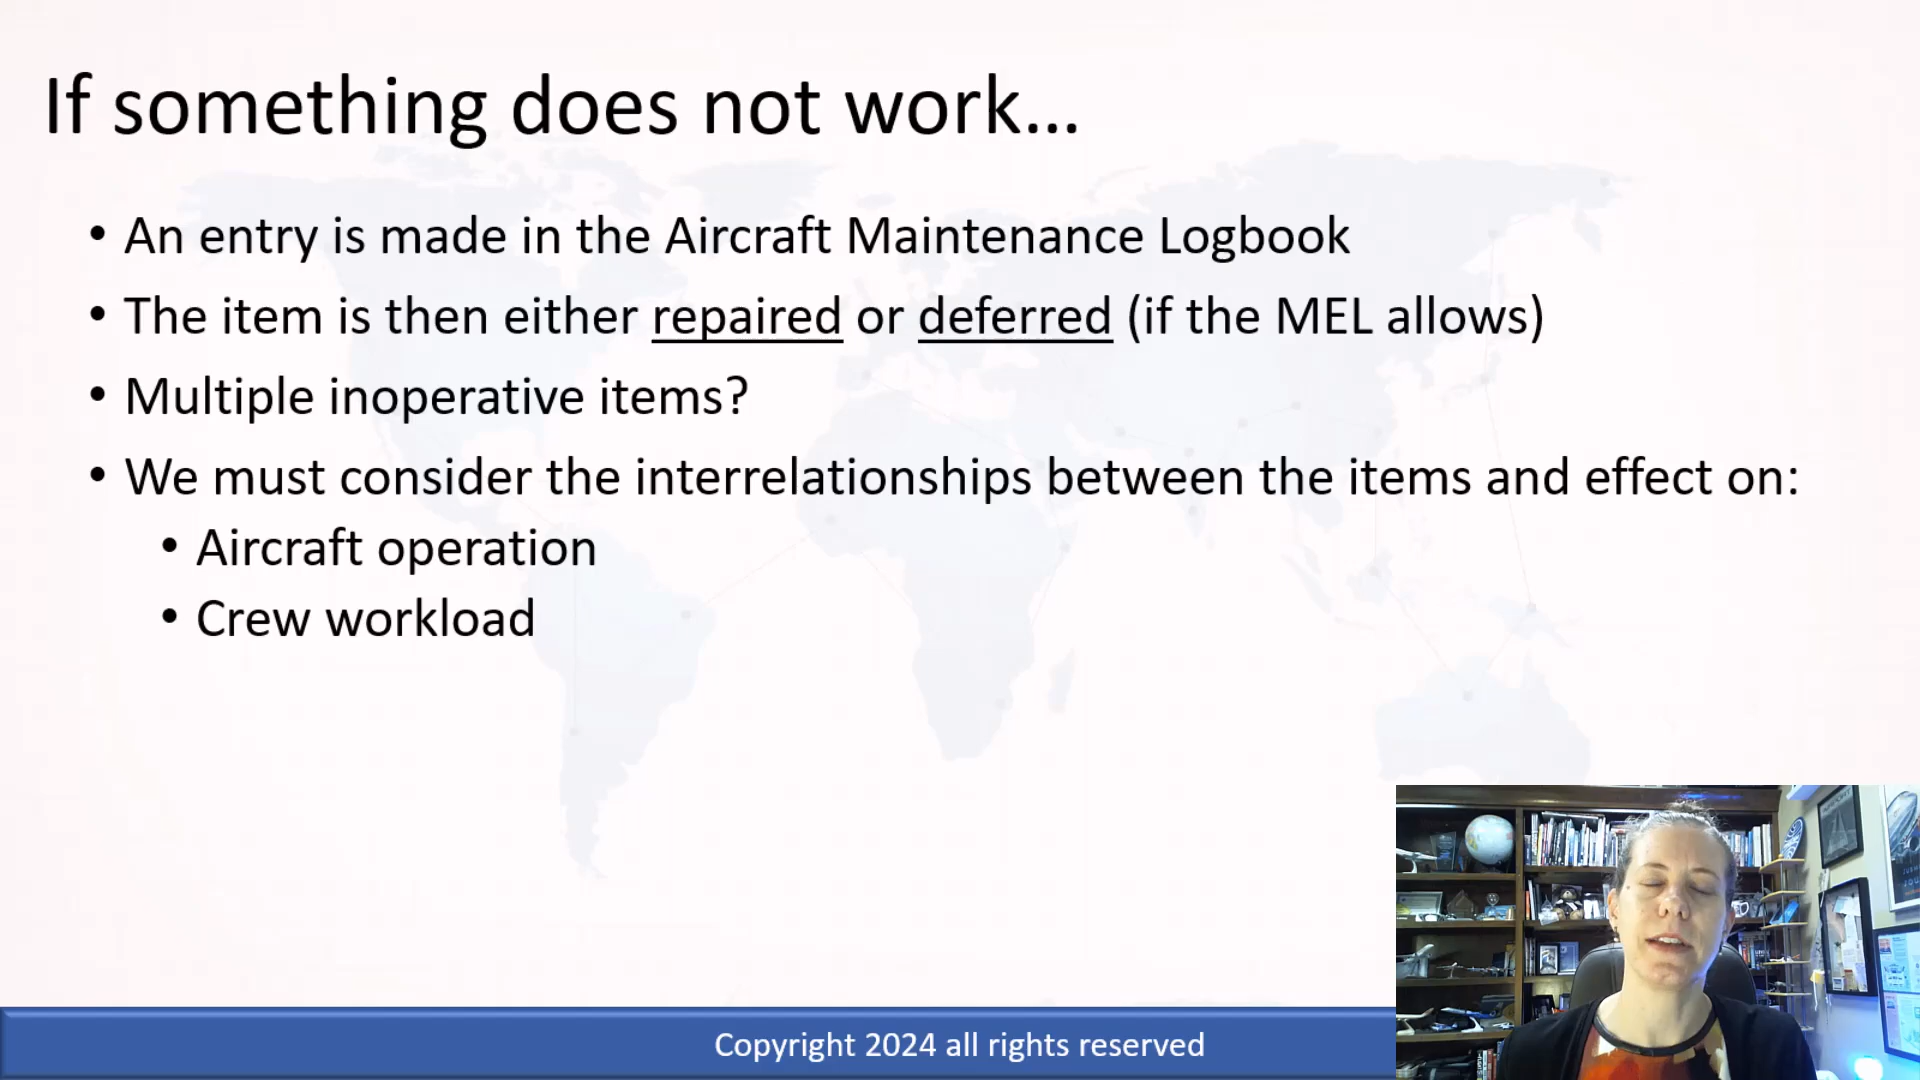 If something does not work...
• An entry is made in the Aircraft Maintenance Logbook
• The item is then either repaired or deferred (if the MEL allows)
• Multiple inoperative items?
• We must consider the interrelationships between the items and effect on:
• Aircraft operation
• Crew workload
Copyright 2024 all rights reserved